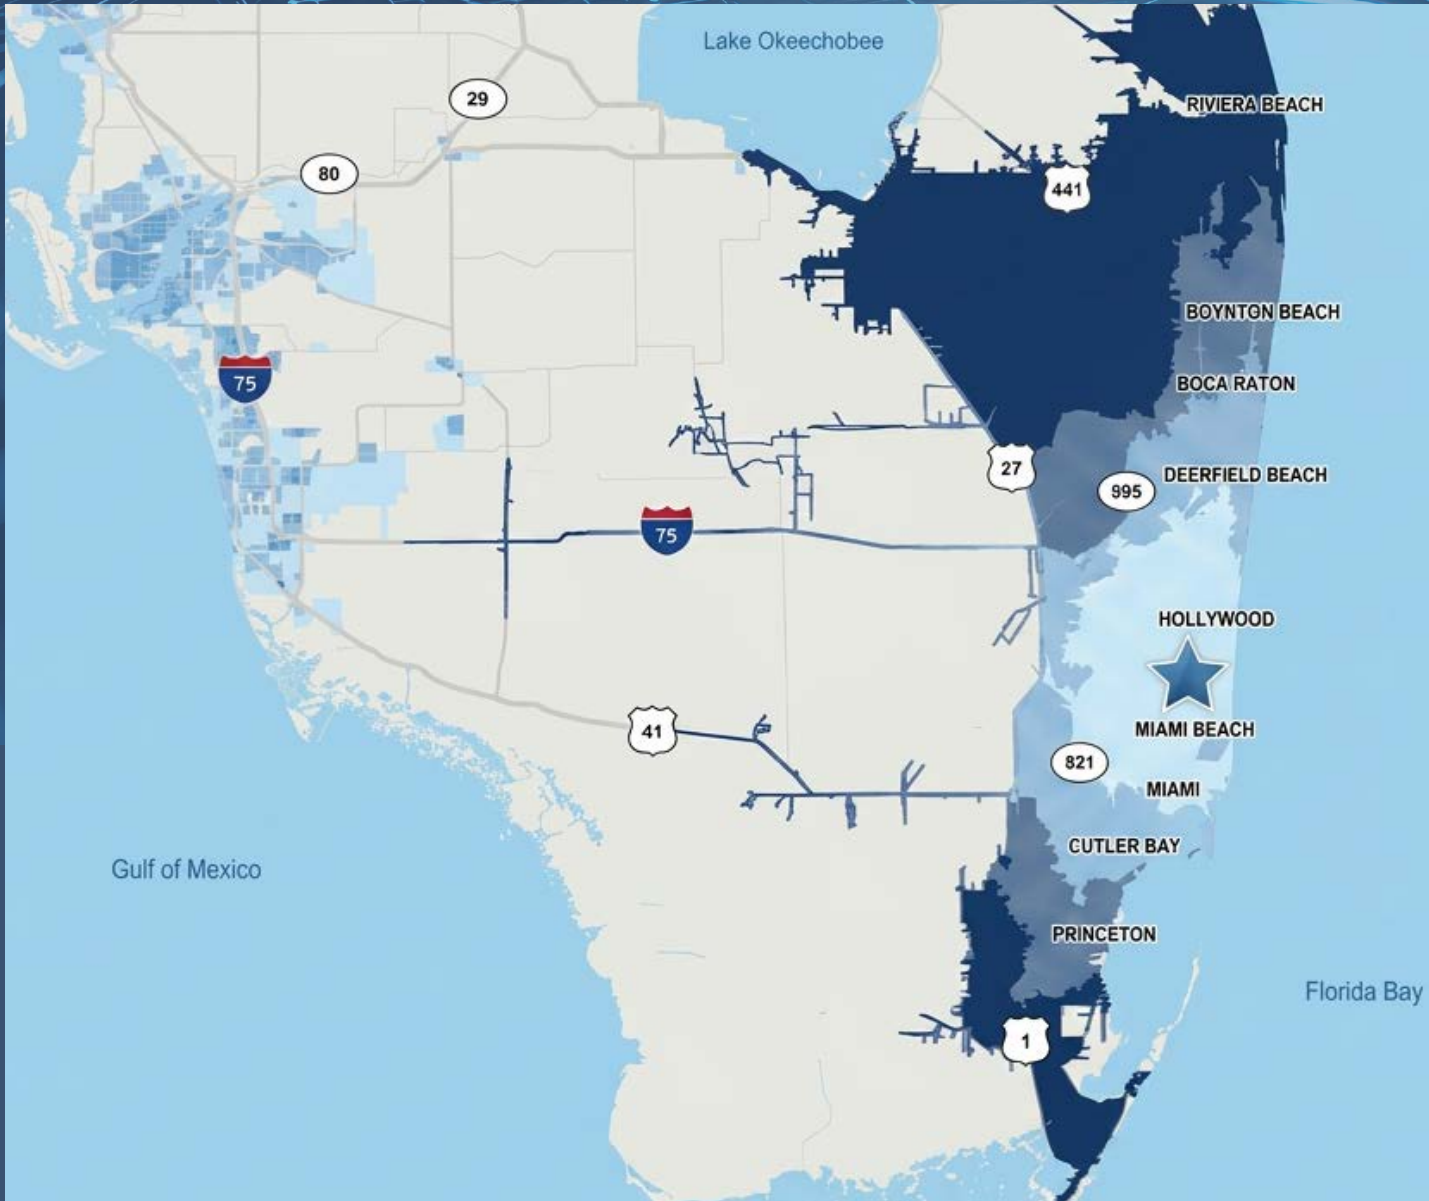 Lake Okeechobee
29
RIVIERA BEACH
80
441
BOYNTON BEACH
75
BOCA RATON
27
DEERFIELD BEACH
995
75
HOLLYWOOD
41
MIAMI BEACH
821
MIAMI
CUTLER BAY
Gulf of Mexico
PRINCETON
Florida Bay
1